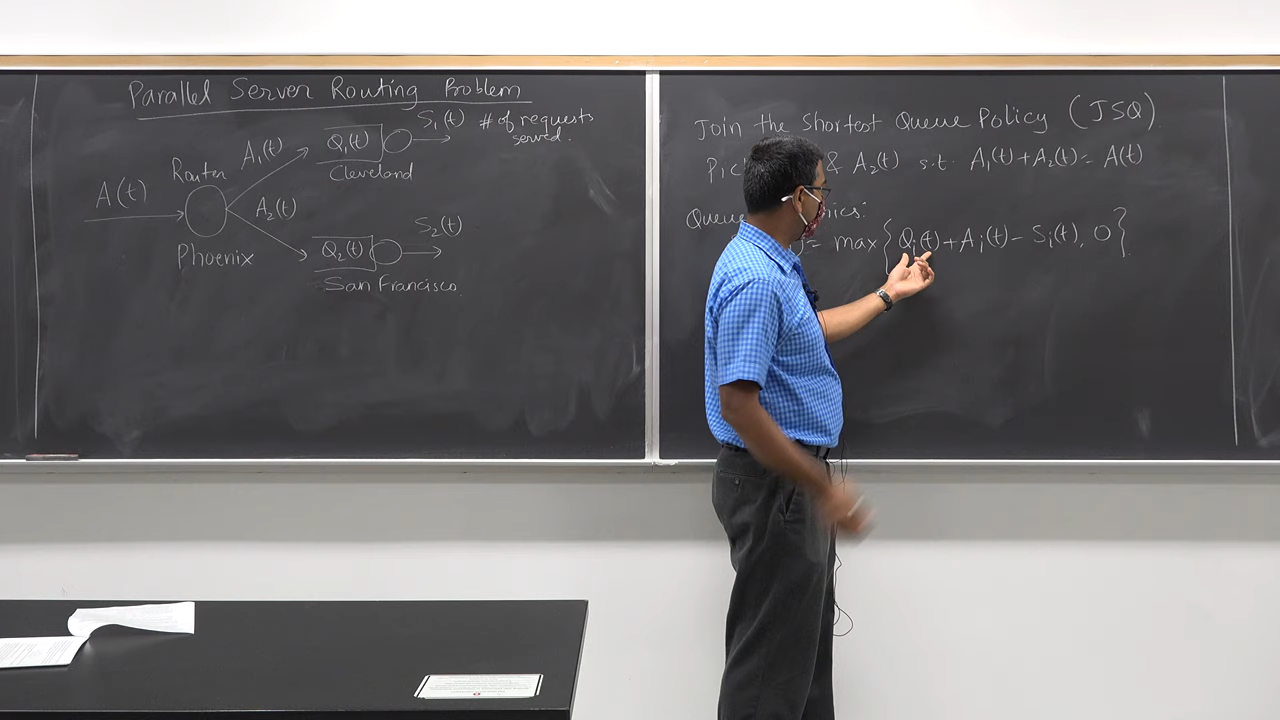 Parallel Server Routing Problem
S₁(t) # of requests
served.
A₁(t)
Q₁(t)
Cleveland
Router
A(t)
A₂(t)
Phoenix
S₂(t)
Q₂(t)
San Francisco
Join the Shortest Queue Policy (JSQ)
& A₂(t) s.t. A₁(t)+A₂(t)=A(t)
= max {Qᵢ(t)+Aᵢ(t)-Sᵢ(t), 0}